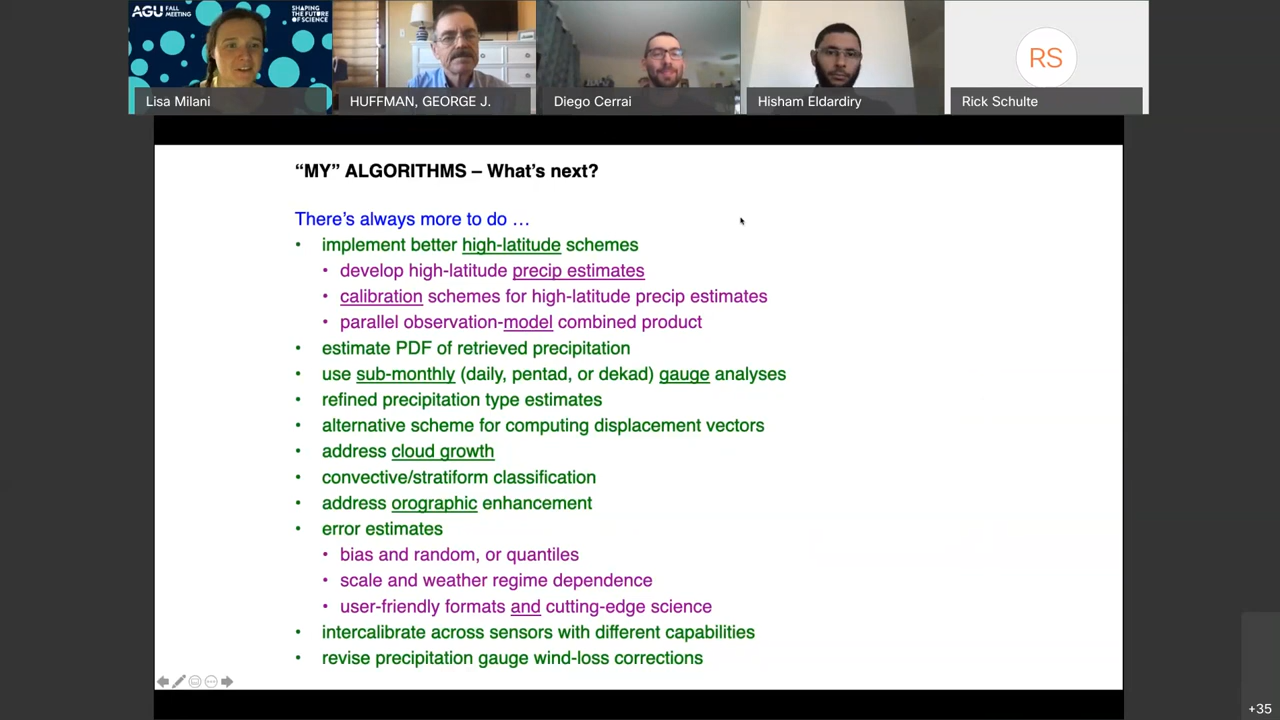 AGU FALL MEETING
SHAPING THE FUTURE OF SCIENCE
Lisa Milani
HUFFMAN, GEORGE J.
Diego Cerrai
Hisham Eldardiry
RS
Rick Schulte
“MY” ALGORITHMS – What’s next?
There’s always more to do …
• implement better high-latitude schemes
• develop high-latitude precip estimates
• calibration schemes for high-latitude precip estimates
• parallel observation-model combined product
• estimate PDF of retrieved precipitation
• use sub-monthly (daily, pentad, or dekad) gauge analyses
• refined precipitation type estimates
• alternative scheme for computing displacement vectors
• address cloud growth
• convective/stratiform classification
• address orographic enhancement
• error estimates
• bias and random, or quantiles
• scale and weather regime dependence
• user-friendly formats and cutting-edge science
• intercalibrate across sensors with different capabilities
• revise precipitation gauge wind-loss corrections
+35